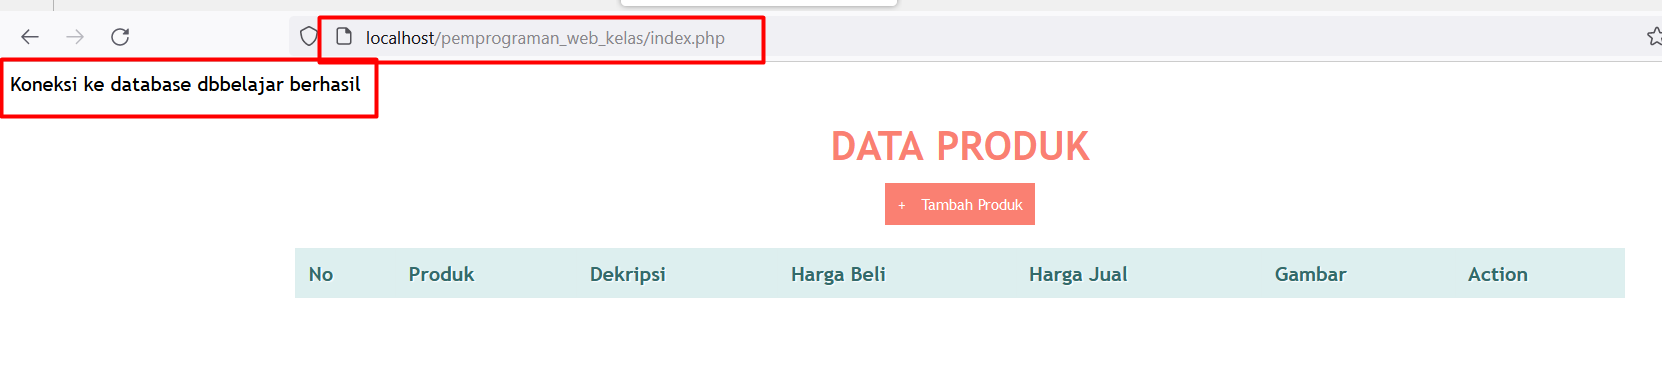 localhost/pemprograman_web_kelas/index.php
Koneksi ke database dbbelajar berhasil
DATA PRODUK
+ Tambah Produk
No Produk Dekripsi Harga Beli Harga Jual Gambar Action